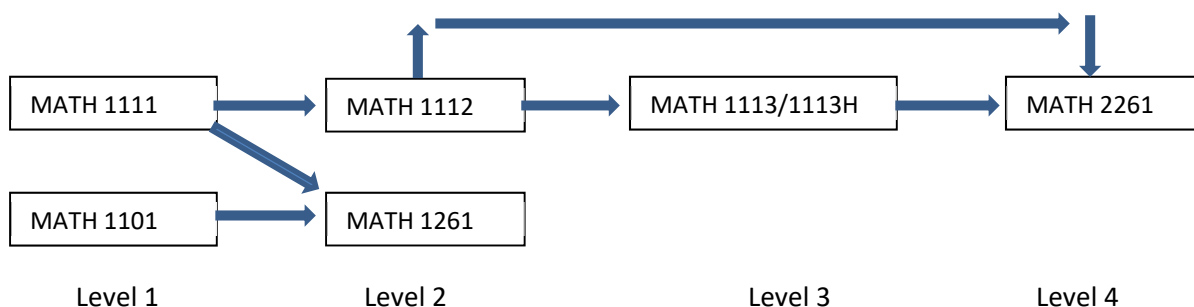 MATH 1111
MATH 1112
MATH 1113/1113H
MATH 2261
MATH 1101
MATH 1261
Level 1
Level 2
Level 3
Level 4